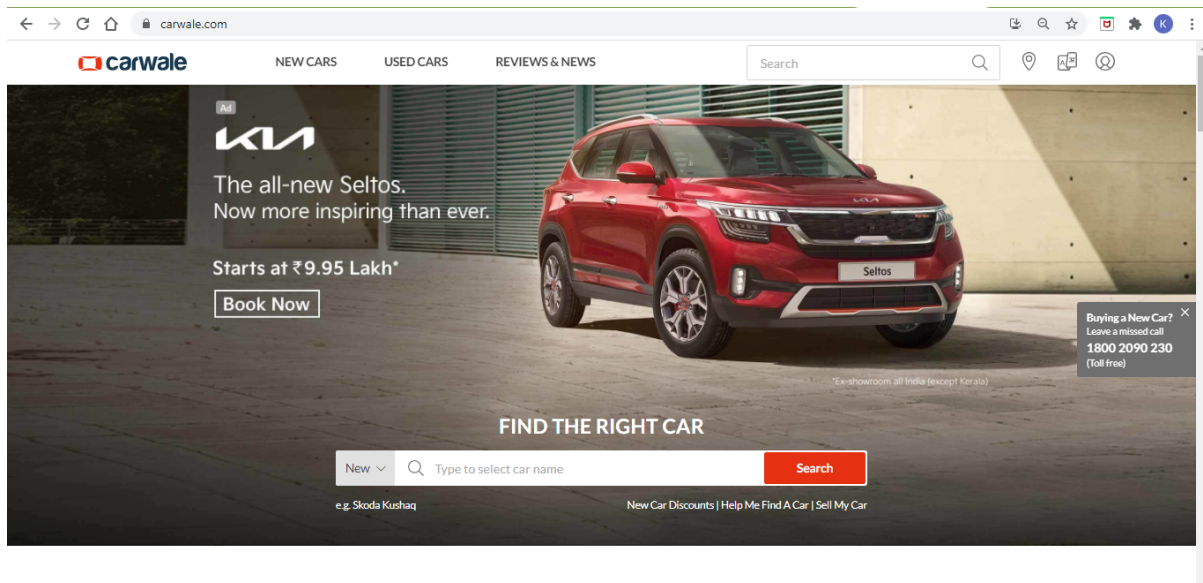 carwale.com
K
carwale
NEW CARS
USED CARS
REVIEWS & NEWS
Search
Ad
KIA
The all-new Seltos.
Now more inspiring than ever.
Starts at ₹9.95 Lakh*
Book Now
Seltos
Buying a New Car?
Leave a missed call
1800 2090 230
(Toll free)
*Ex-showroom all India (except Kerala)
FIND THE RIGHT CAR
New
Type to select car name
Search
e.g. Skoda Kushaq
New Car Discounts | Help Me Find A Car | Sell My Car